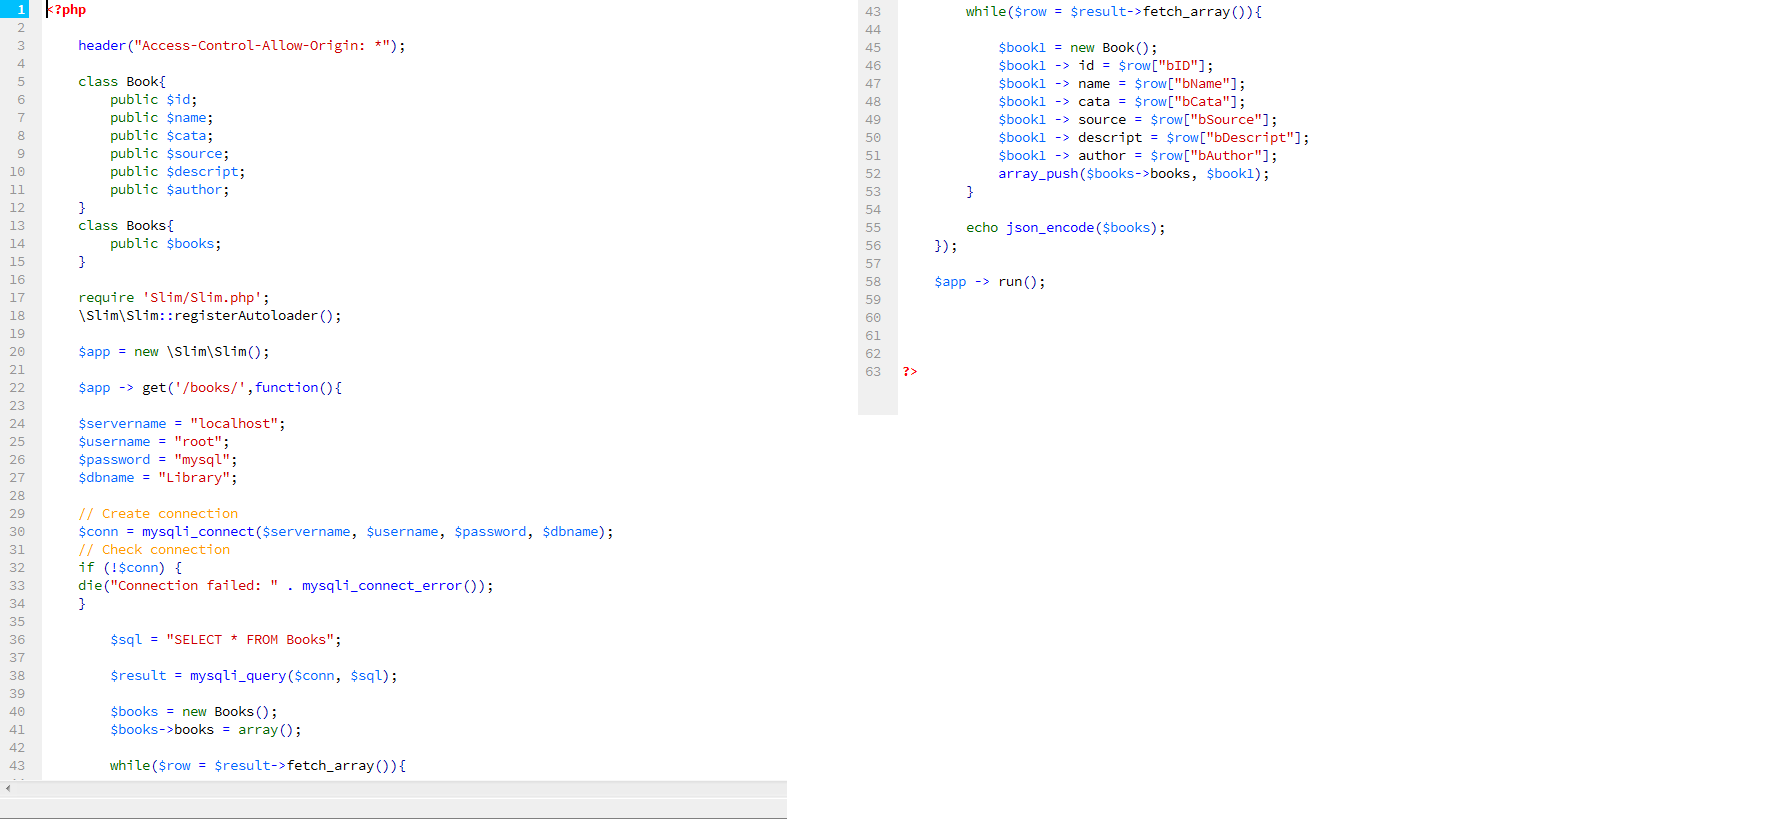 1 <?php
2
3 header("Access-Control-Allow-Origin: *");
4
5 class Book{
6 public $id;
7 public $name;
8 public $cata;
9 public $source;
10 public $descript;
11 public $author;
12 }
13 class Books{
14 public $books;
15 }
16
17 require 'Slim/Slim.php';
18 \Slim\Slim::registerAutoloader();
19
20 $app = new \Slim\Slim();
21
22 $app -> get('/books/',function(){
23
24 $servername = "localhost";
25 $username = "root";
26 $password = "mysql";
27 $dbname = "Library";
28
29 // Create connection
30 $conn = mysqli_connect($servername, $username, $password, $dbname);
31 // Check connection
32 if (!$conn) {
33 die("Connection failed: " . mysqli_connect_error());
34 }
35
36 $sql = "SELECT * FROM Books";
37
38 $result = mysqli_query($conn, $sql);
39
40 $books = new Books();
41 $books->books = array();
42
43 while($row = $result->fetch_array()){
43 while($row = $result->fetch_array()){
44
45 $book1 = new Book();
46 $book1 -> id = $row["bID"];
47 $book1 -> name = $row["bName"];
48 $book1 -> cata = $row["bCata"];
49 $book1 -> source = $row["bSource"];
50 $book1 -> descript = $row["bDescript"];
51 $book1 -> author = $row["bAuthor"];
52 array_push($books->books, $book1);
53 }
54
55 echo json_encode($books);
56 });
57
58 $app -> run();
59
60
61
62
63 ?>